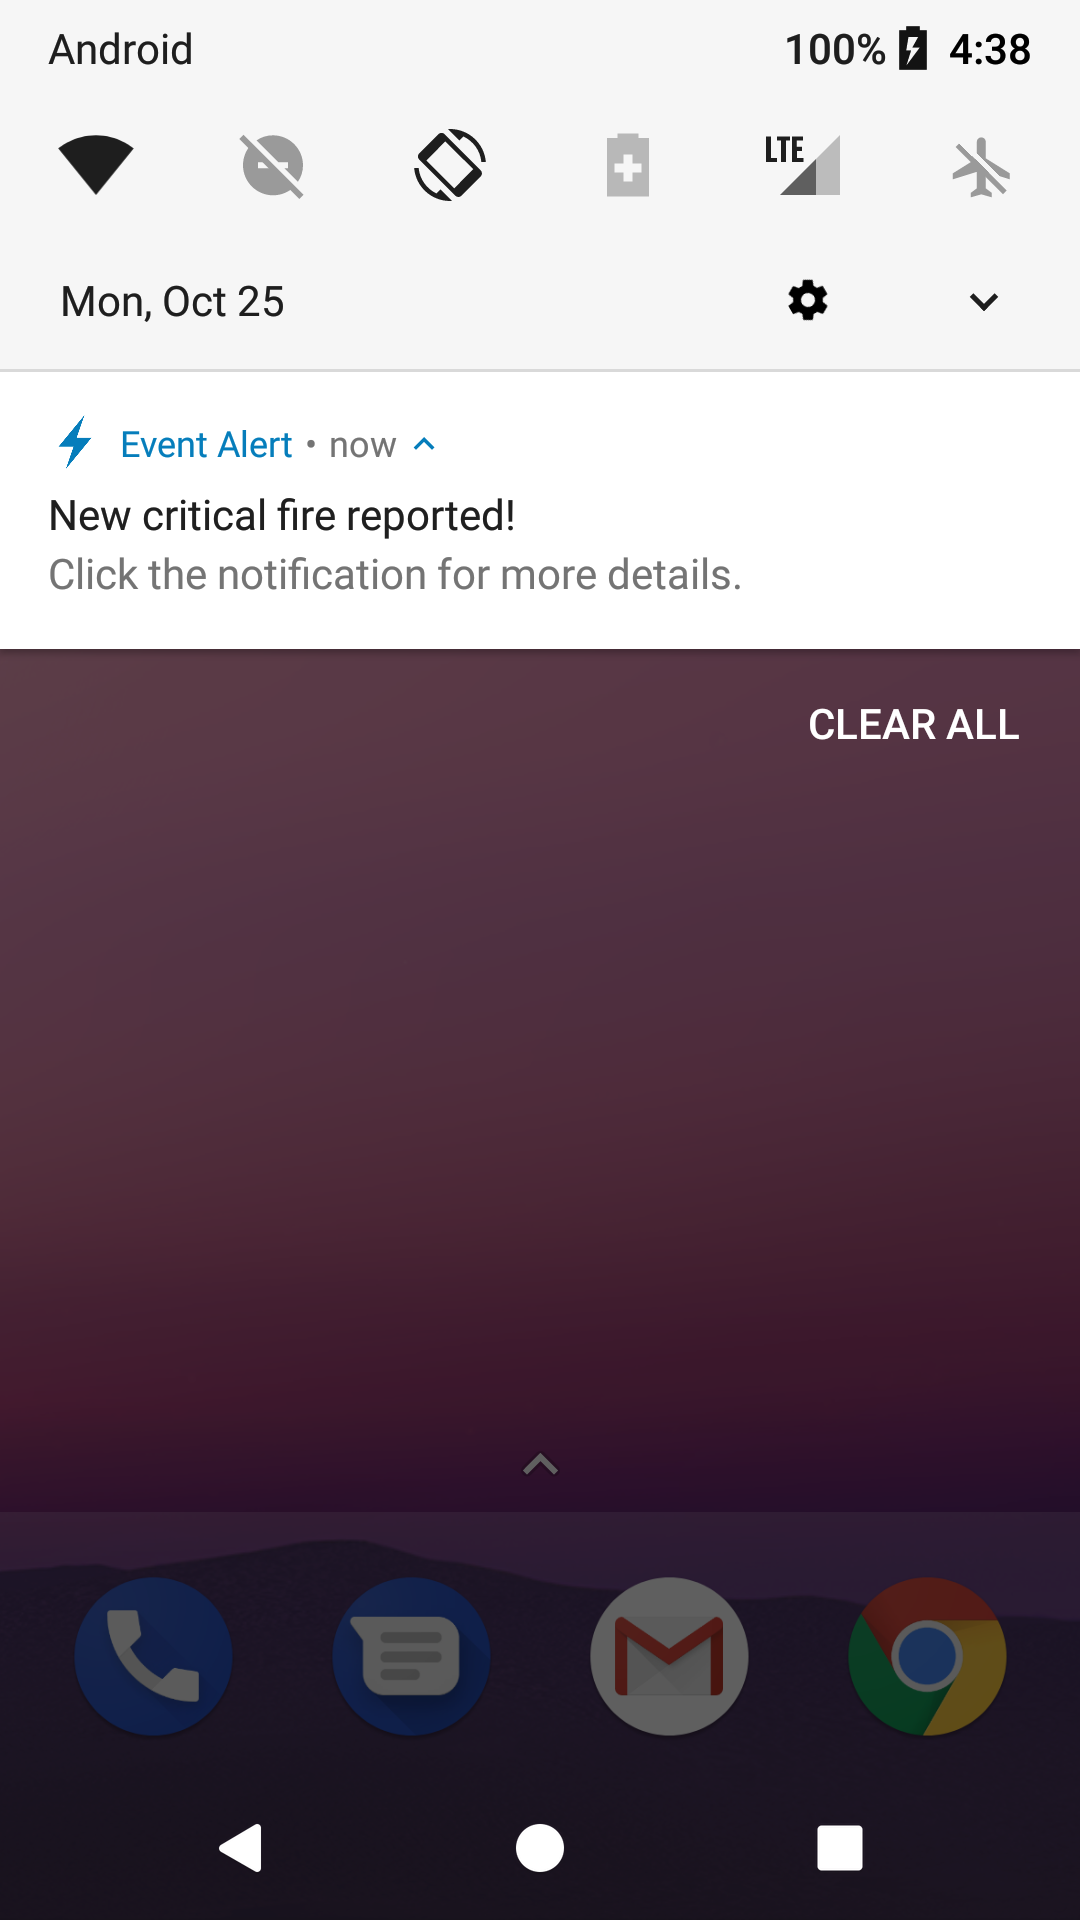 Android 100% 4:38
LTE
Mon, Oct 25
Event Alert • now
New critical fire reported!
Click the notification for more details.
CLEAR ALL